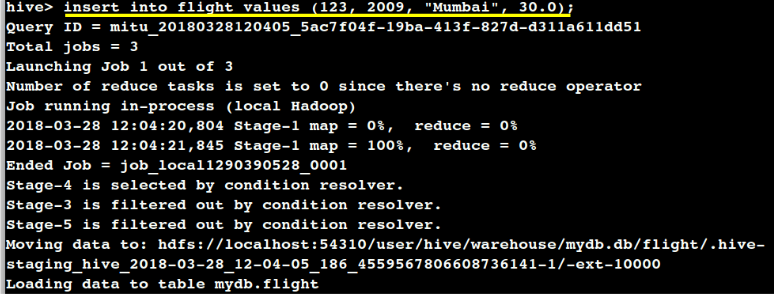 hive> insert into flight values (123, 2009, "Mumbai", 30.0);
Query ID = mitu_20180328120405_5ac7f04f-19ba-413f-827d-d311a611dd51
Total jobs = 3
Launching Job 1 out of 3
Number of reduce tasks is set to 0 since there's no reduce operator
Job running in-process (local Hadoop)
2018-03-28 12:04:20,804 Stage-1 map = 0%,  reduce = 0%
2018-03-28 12:04:21,845 Stage-1 map = 100%,  reduce = 0%
Ended Job = job_local1290390528_0001
Stage-4 is selected by condition resolver.
Stage-3 is filtered out by condition resolver.
Stage-5 is filtered out by condition resolver.
Moving data to: hdfs://localhost:54310/user/hive/warehouse/mydb.db/flight/.hive-
staging_hive_2018-03-28_12-04-05_186_4559567806608736141-1/-ext-10000
Loading data to table mydb.flight